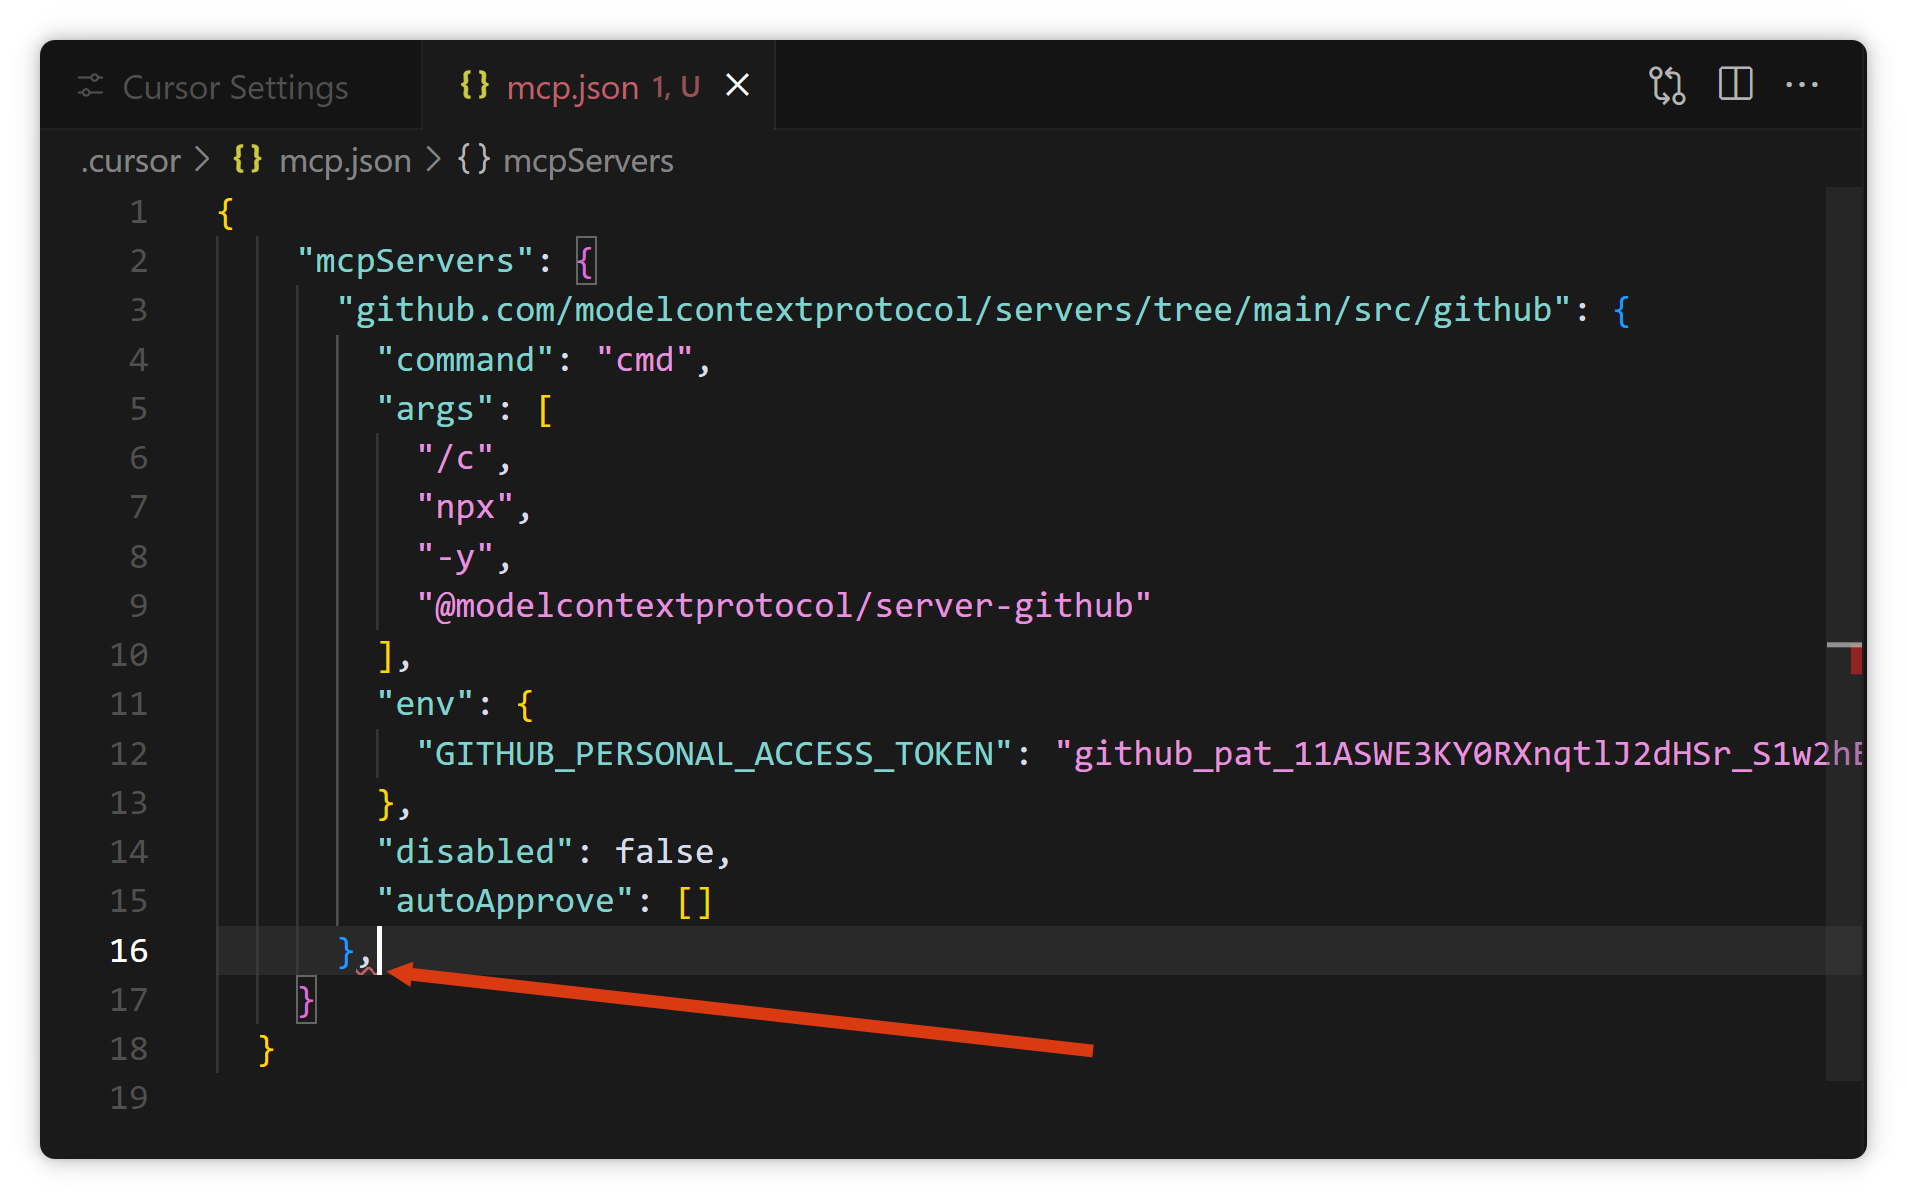 Cursor Settings
mcp.json 1, U
.cursor > {} mcp.json > {} mcpServers
1 {
2 "mcpServers": {
3 "github.com/modelcontextprotocol/servers/tree/main/src/github": {
4 "command": "cmd",
5 "args": [
6 "/c",
7 "npx",
8 "-y",
9 "@modelcontextprotocol/server-github"
10 ],
11 "env": {
12 "GITHUB_PERSONAL_ACCESS_TOKEN": "github_pat_11ASWE3KY0RXnqtlJ2dHSr_S1w2h
13 },
14 "disabled": false,
15 "autoApprove": []
16 },
17 }
18 }
19